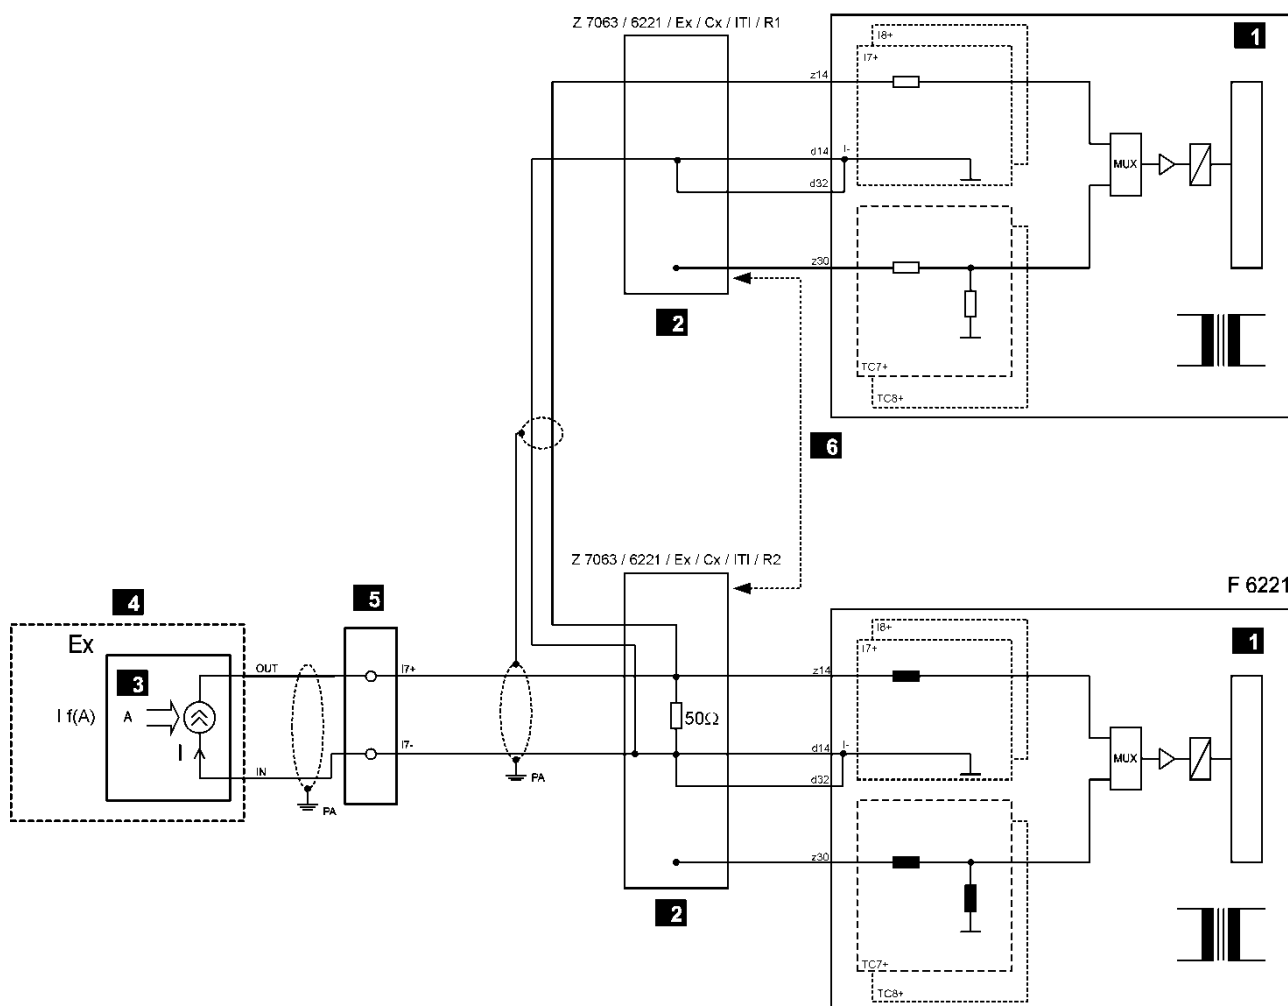 Z 7063 / 6221 / Ex / Cx / ITI / R1
1
I8+
I7+
z14
MUX
d14
I-
d32
z30
2
TC7+
TC8+
6
Z 7063 / 6221 / Ex / Cx / ITI / R2
F 6221
4
5
1
I8+
I7+
Ex
OUT
I7+
z14
3
I f(A)
A
50Ω
MUX
I
I7-
d14
I-
IN
PA
d32
PA
z30
2
TC7+
TC8+